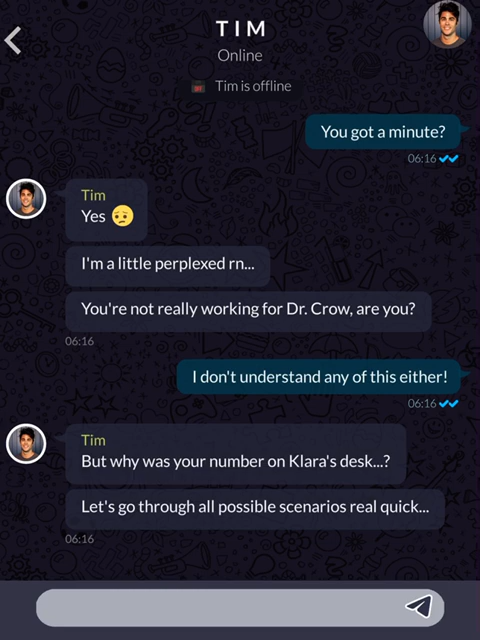 TIM
Online
Tim is offline
You got a minute?
06:16
Tim
Yes 😥
I'm a little perplexed rn...
You're not really working for Dr. Crow, are you?
06:16
I don't understand any of this either!
06:16
Tim
But why was your number on Klara's desk...?
Let's go through all possible scenarios real quick...
06:16